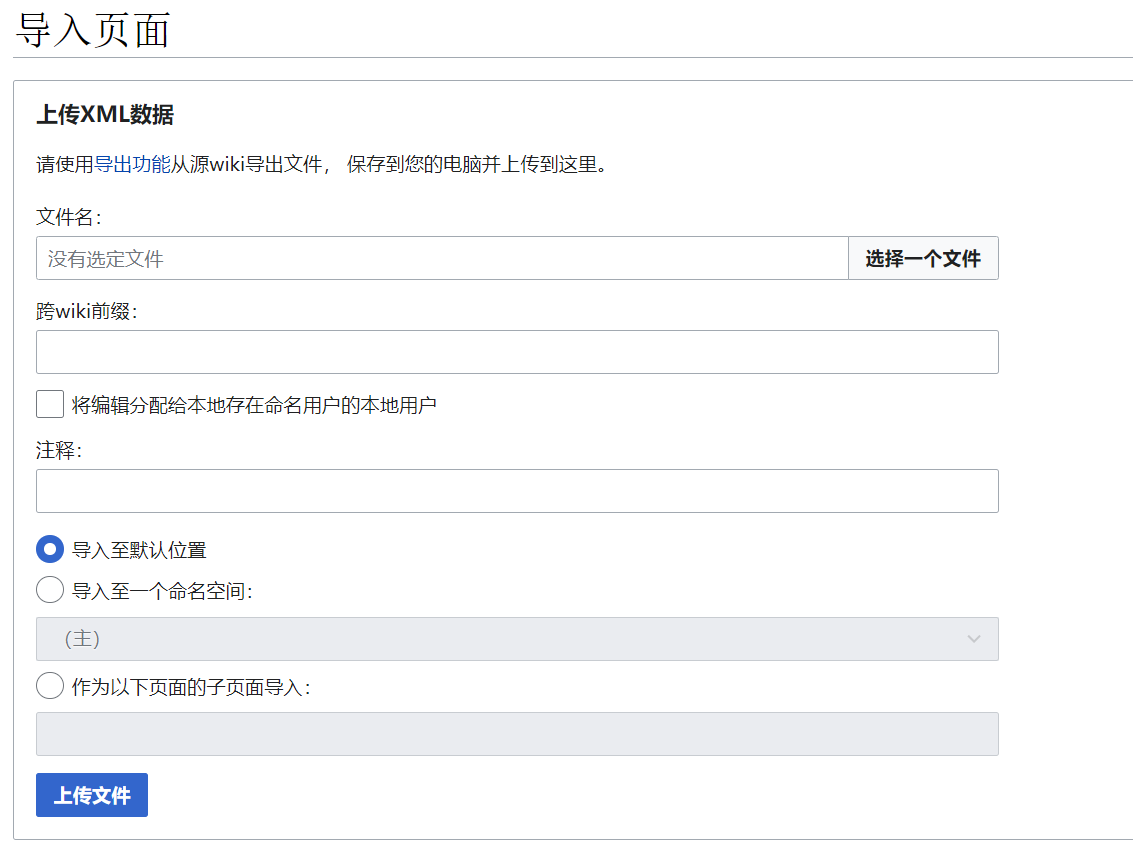 导入页面
上传XML数据
请使用导出功能从源wiki导出文件， 保存到您的电脑并上传到这里。
文件名：
没有选定文件
选择一个文件
跨wiki前缀：
将编辑分配给本地存在命名用户的本地用户
注释：
导入至默认位置
导入至一个命名空间：
（主）
作为以下页面的子页面导入：
上传文件